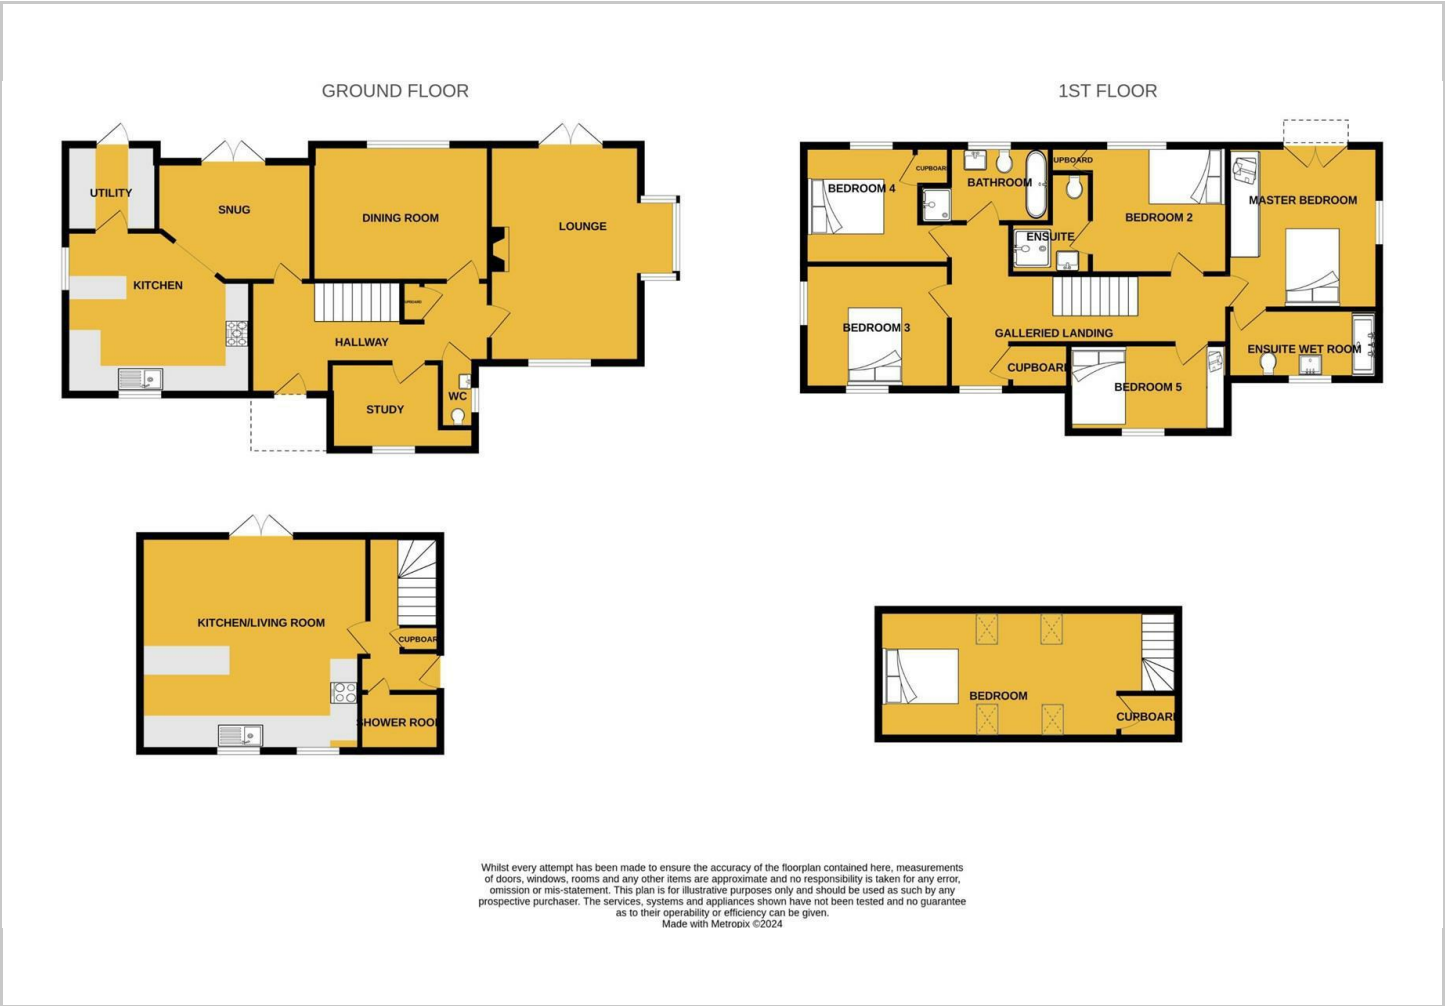 GROUND FLOOR
1ST FLOOR
UTILITY
SNUG
DINING ROOM
LOUNGE
KITCHEN
CUPBOARD
HALLWAY
STUDY
WC
BEDROOM 4
CUPBOARD
BATHROOM
CUPBOARD
BEDROOM 2
MASTER BEDROOM
ENSUITE
BEDROOM 3
GALLERIED LANDING
CUPBOARD
BEDROOM 5
ENSUITE WET ROOM
KITCHEN/LIVING ROOM
CUPBOARD
SHOWER ROOM
BEDROOM
CUPBOARD
Whilst every attempt has been made to ensure the accuracy of the floorplan contained here, measurements
of doors, windows, rooms and any other items are approximate and no responsibility is taken for any error,
omission or mis-statement. This plan is for illustrative purposes only and should be used as such by any
prospective purchaser. The services, systems and appliances shown have not been tested and no guarantee
as to their operability or efficiency can be given.
Made with Metropix ©2024